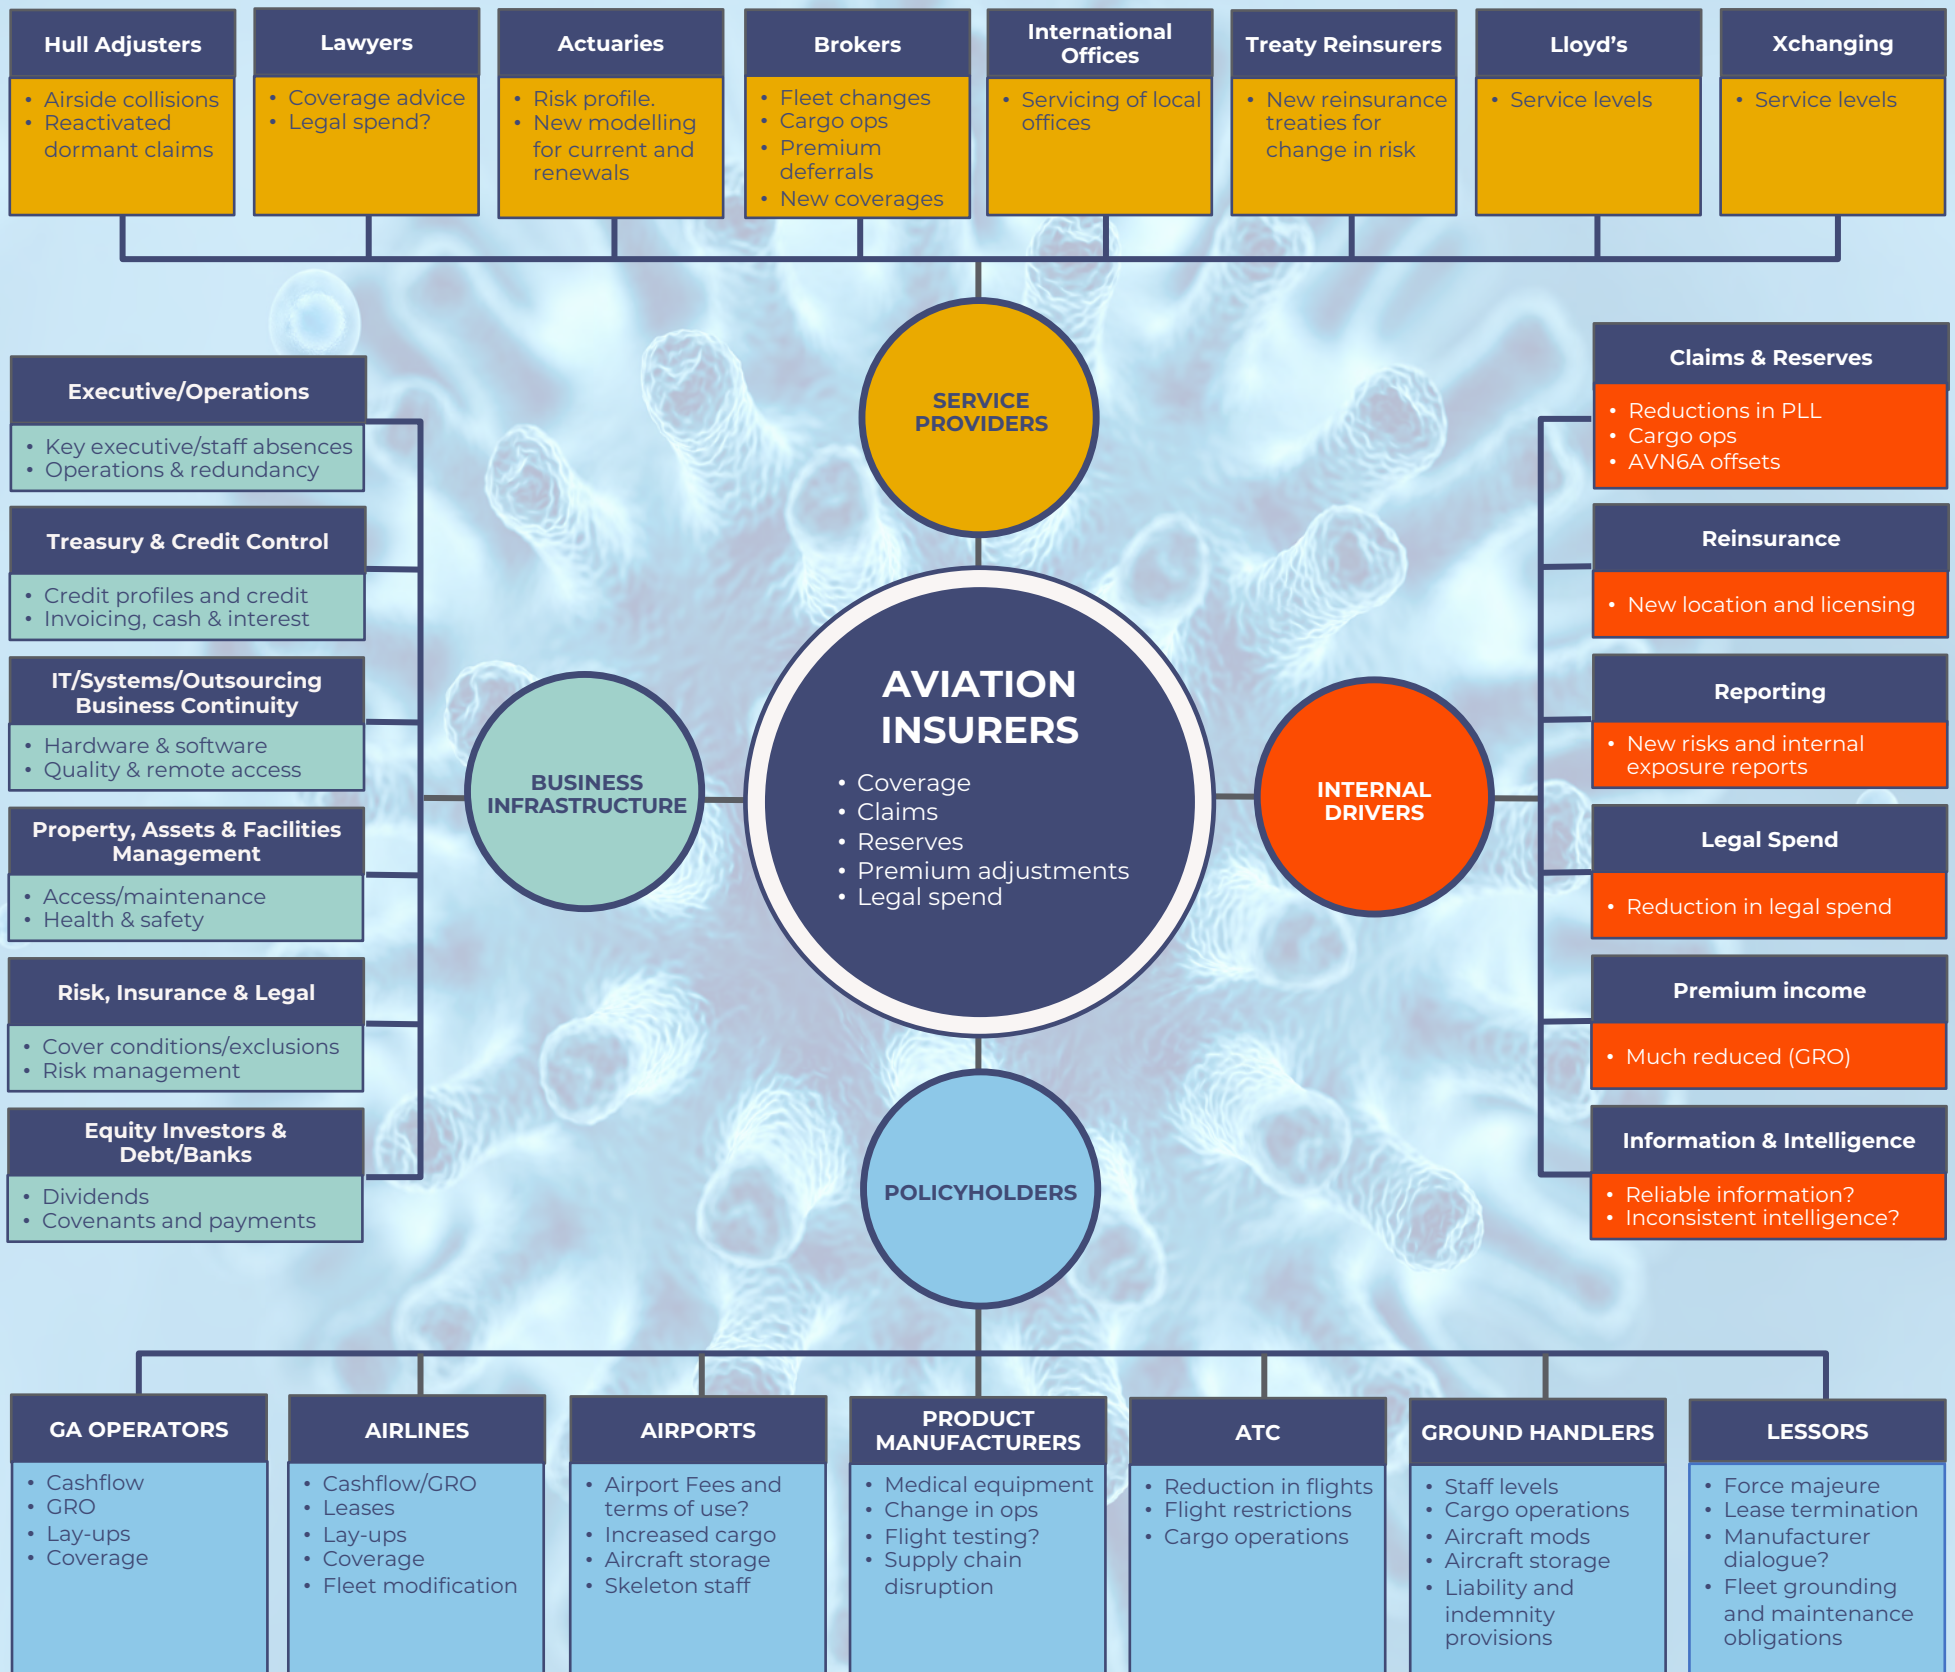 Hull Adjusters
• Airside collisions
• Reactivated
dormant claims
Lawyers
• Coverage advice
• Legal spend?
Actuaries
• Risk profile.
• New modelling
for current and
renewals
Brokers
• Fleet changes
• Cargo ops
• Premium
deferrals
• New coverages
International
Offices
• Servicing of local
offices
Treaty Reinsurers
• New reinsurance
treaties for
change in risk
Lloyd's
• Service levels
Xchanging
• Service levels
SERVICE
PROVIDERS
Executive/Operations
• Key executive/staff absences
• Operations & redundancy
Treasury & Credit Control
• Credit profiles and credit
• Invoicing, cash & interest
IT/Systems/Outsourcing
Business Continuity
• Hardware & software
• Quality & remote access
Property, Assets & Facilities
Management
• Access/maintenance
• Health & safety
Risk, Insurance & Legal
• Cover conditions/exclusions
• Risk management
Equity Investors &
Debt/Banks
• Dividends
• Covenants and payments
BUSINESS
INFRASTRUCTURE
AVIATION
INSURERS
• Coverage
• Claims
• Reserves
• Premium adjustments
• Legal spend
INTERNAL
DRIVERS
Claims & Reserves
• Reductions in PLL
• Cargo ops
• AVN6A offsets
Reinsurance
• New location and licensing
Reporting
• New risks and internal
exposure reports
Legal Spend
• Reduction in legal spend
Premium income
• Much reduced (GRO)
Information & Intelligence
• Reliable information?
• Inconsistent intelligence?
POLICYHOLDERS
GA OPERATORS
• Cashflow
• GRO
• Lay-ups
• Coverage
AIRLINES
• Cashflow/GRO
• Leases
• Lay-ups
• Coverage
• Fleet modification
AIRPORTS
• Airport Fees and
terms of use?
• Increased cargo
• Aircraft storage
• Skeleton staff
PRODUCT
MANUFACTURERS
• Medical equipment
• Change in ops
• Flight testing?
• Supply chain
disruption
ATC
• Reduction in flights
• Flight restrictions
• Cargo operations
GROUND HANDLERS
• Staff levels
• Cargo operations
• Aircraft mods
• Aircraft storage
• Liability and
indemnity
provisions
LESSORS
• Force majeure
• Lease termination
• Manufacturer
dialogue?
• Fleet grounding
and maintenance
obligations